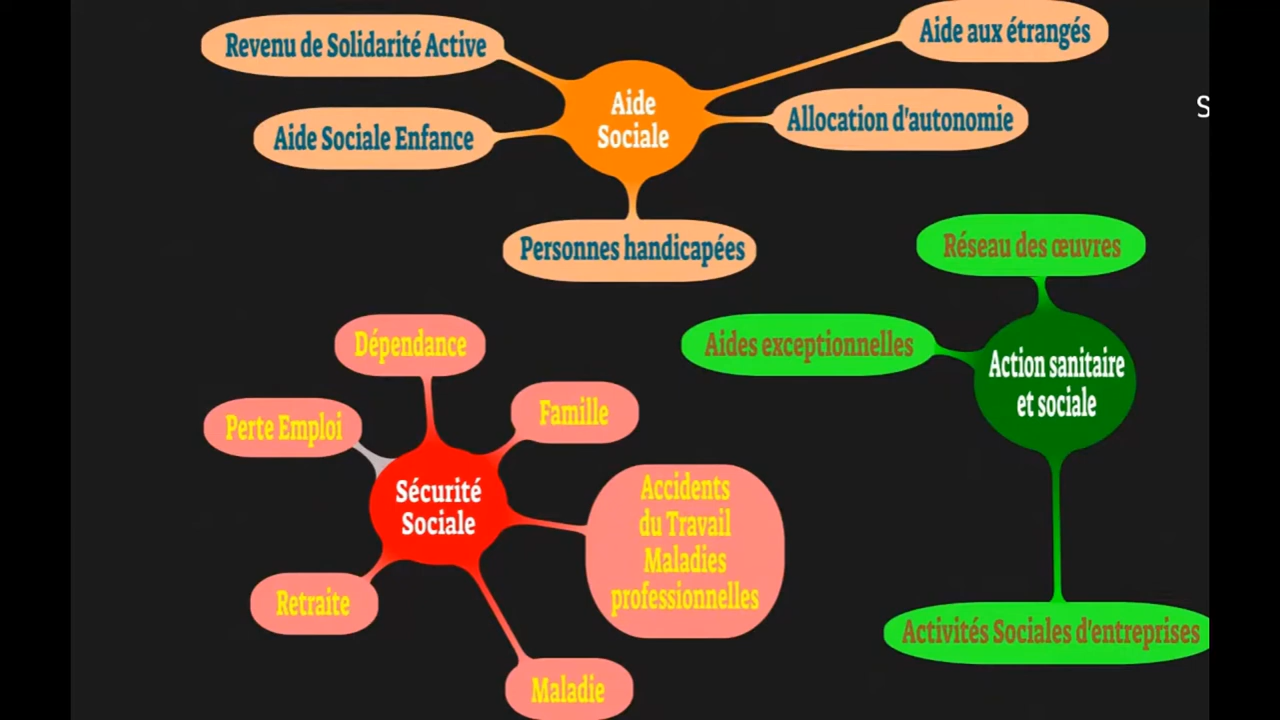 Revenu de Solidarité Active
Aide aux étrangés
Aide
Sociale
Allocation d'autonomie
Aide Sociale Enfance
Personnes handicapées
Réseau des œuvres
Aides exceptionnelles
Action sanitaire
et sociale
Activités Sociales d'entreprises
Dépendance
Famille
Perte Emploi
Sécurité
Sociale
Accidents
du Travail
Maladies
professionnelles
Retraite
Maladie